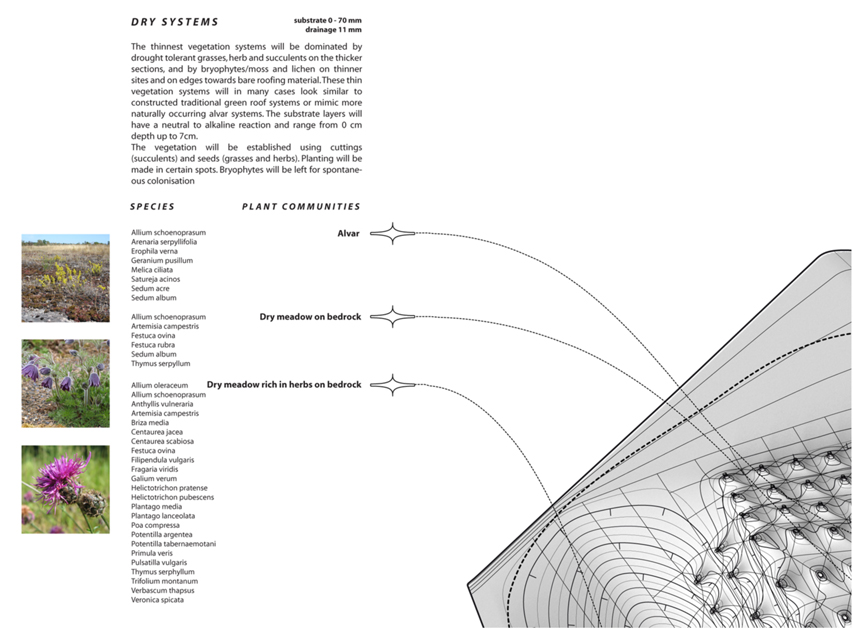 DRY SYSTEMS
substrate 0 - 70 mm
drainage 11 mm
The thinnest vegetation systems will be dominated by
drought tolerant grasses, herb and succulents on the thicker
sections, and by bryophytes/moss and lichen on thinner
sites and on edges towards bare roofing material. These thin
vegetation systems will in many cases look similar to
constructed traditional green roof systems or mimic more
naturally occurring alvar systems. The substrate layers will
have a neutral to alkaline reaction and range from 0 cm
depth up to 7cm.
The vegetation will be established using cuttings
(succulents) and seeds (grasses and herbs). Planting will be
made in certain spots. Bryophytes will be left for spontane-
ous colonisation
SPECIES
PLANT COMMUNITIES
Alvar
Allium schoenoprasum
Arenaria serpyllifolia
Erophila verna
Geranium pusillum
Melica ciliata
Satureja acinos
Sedum acre
Sedum album
Dry meadow on bedrock
Allium schoenoprasum
Artemisia campestris
Festuca ovina
Festuca rubra
Sedum album
Thymus serpyllum
Dry meadow rich in herbs on bedrock
Allium oleraceum
Allium schoenoprasum
Anthyllis vulneraria
Artemisia campestris
Briza media
Centaurea jacea
Centaurea scabiosa
Festuca ovina
Filipendula vulgaris
Fragaria viridis
Galium verum
Helictotrichon pratense
Helictotrichon pubescens
Plantago media
Plantago lanceolata
Poa compressa
Potentilla argentea
Potentilla tabernaemotani
Primula veris
Pulsatilla vulgaris
Thymus serphyllum
Trifolium montanum
Verbascum thapsus
Veronica spicata